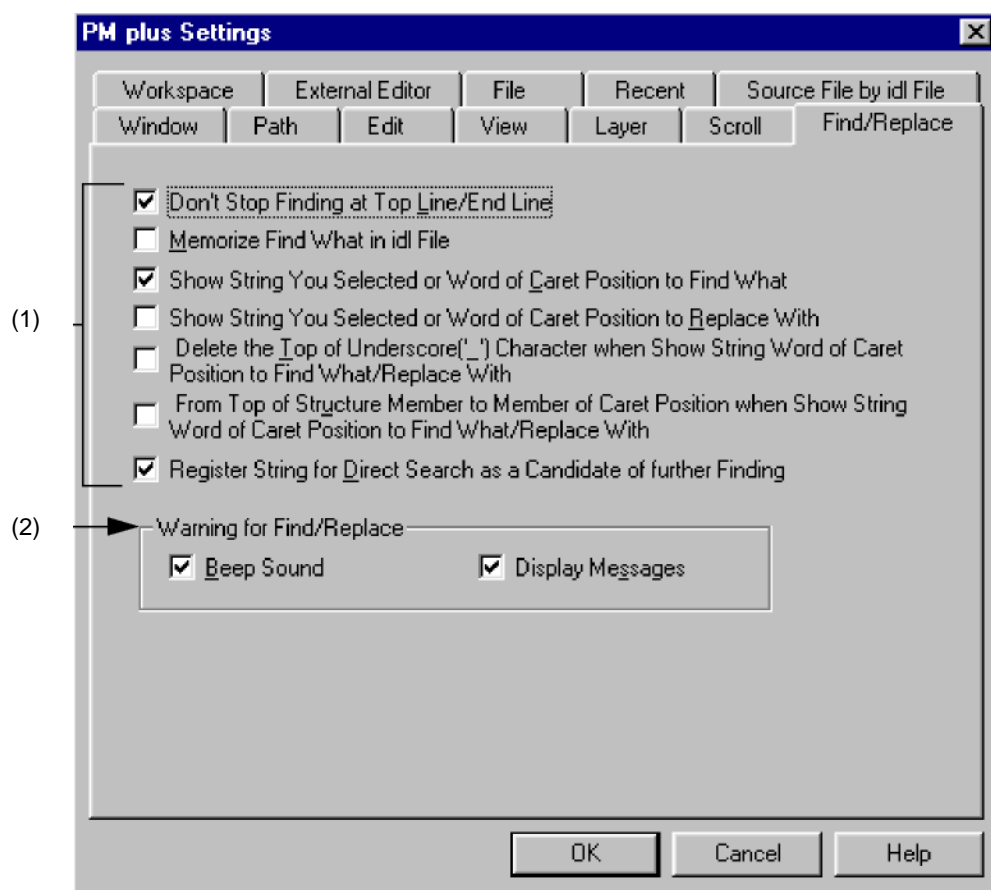 PM plus Settings
Workspace External Editor File Recent Source File by idl File
Window Path Edit View Layer Scroll Find/Replace
Don't Stop Finding at Top Line/End Line
Memorize Find What in idl File
Show String You Selected or Word of Caret Position to Find What
(1)
Show String You Selected or Word of Caret Position to Replace With
Delete the Top of Underscore('_') Character when Show String Word of Caret
Position to Find What/Replace With
From Top of Structure Member to Member of Caret Position when Show String
Word of Caret Position to Find What/Replace With
Register String for Direct Search as a Candidate of further Finding
(2)
Warning for Find/Replace
Beep Sound Display Messages
OK Cancel Help